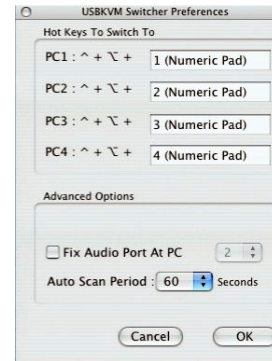 USBKVM Switcher Preferences
Hot Keys To Switch To
PC1 : ^ + ⌥ + 1 (Numeric Pad)
PC2 : ^ + ⌥ + 2 (Numeric Pad)
PC3 : ^ + ⌥ + 3 (Numeric Pad)
PC4 : ^ + ⌥ + 4 (Numeric Pad)
Advanced Options
Fix Audio Port At PC 2
Auto Scan Period : 60 Seconds
Cancel OK